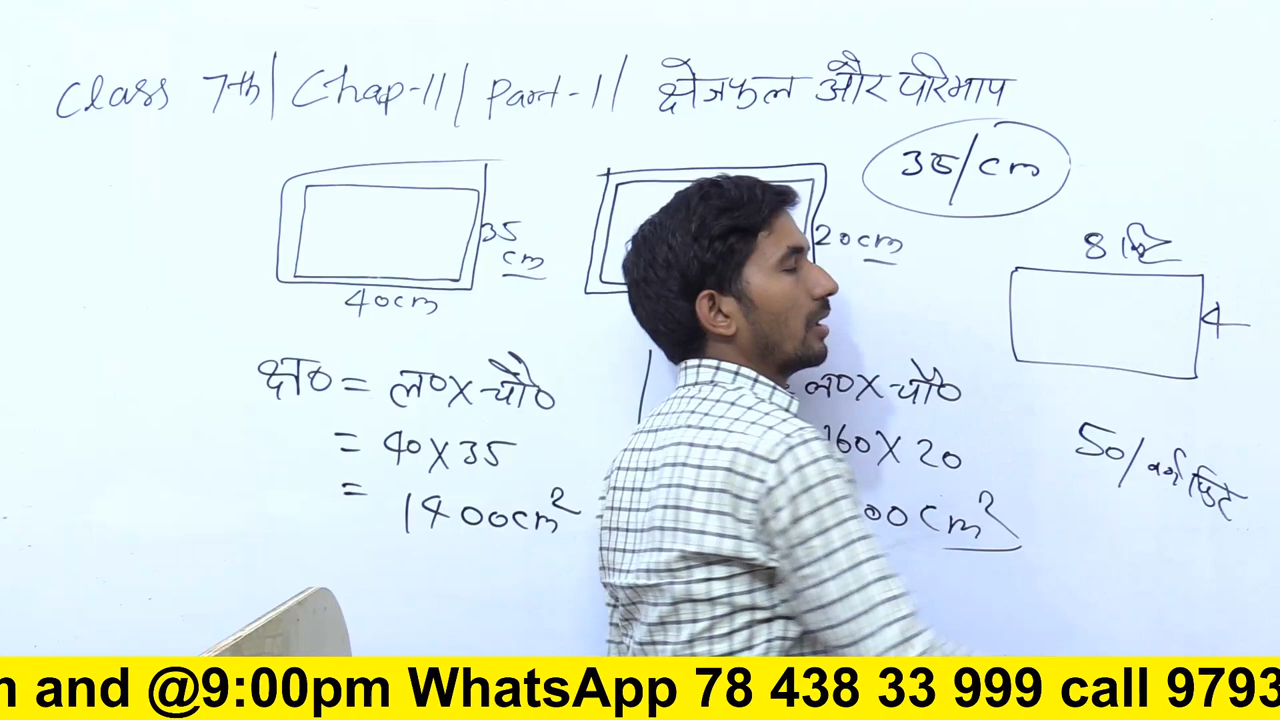 Class 7th / Chap-11 / Part-1 / क्षेत्रफल और परिमाप
35/cm
35
cm
40cm
20cm
8 फिट
4
क्षे० = ल० X चौ०
= 40 X 35
= 1400cm²
= ल० X चौ०
160 X 20
00 cm²
50/वर्ग फिट
and @9:00pm WhatsApp 78 438 33 999 call 9793